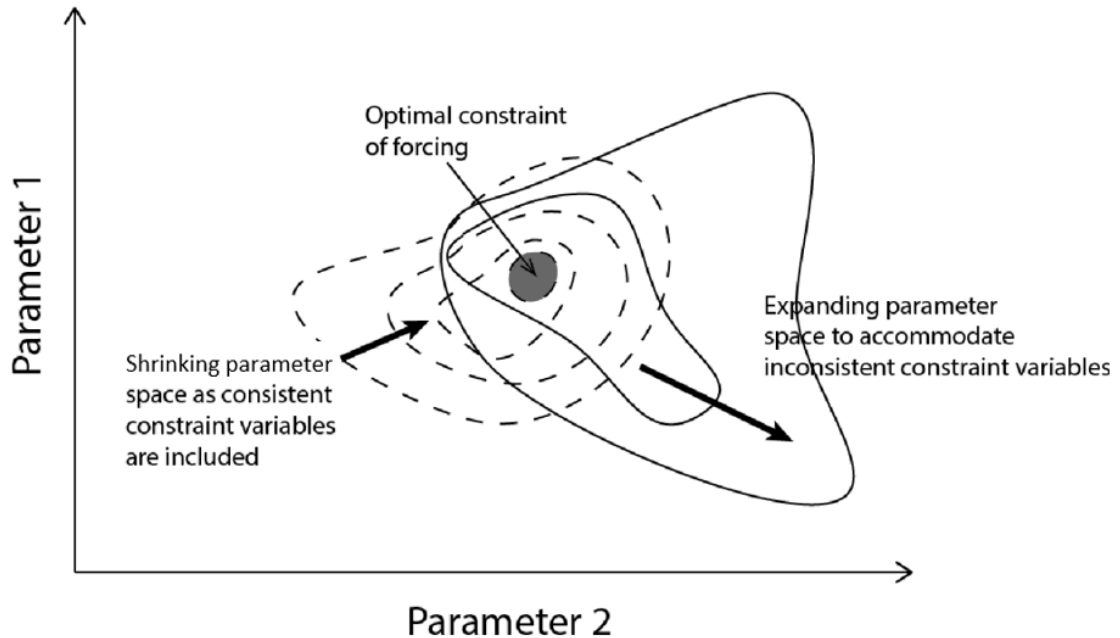 Parameter 1
Optimal constraint
of forcing
Expanding parameter
space to accommodate
inconsistent constraint variables
Shrinking parameter
space as consistent
constraint variables
are included
Parameter 2